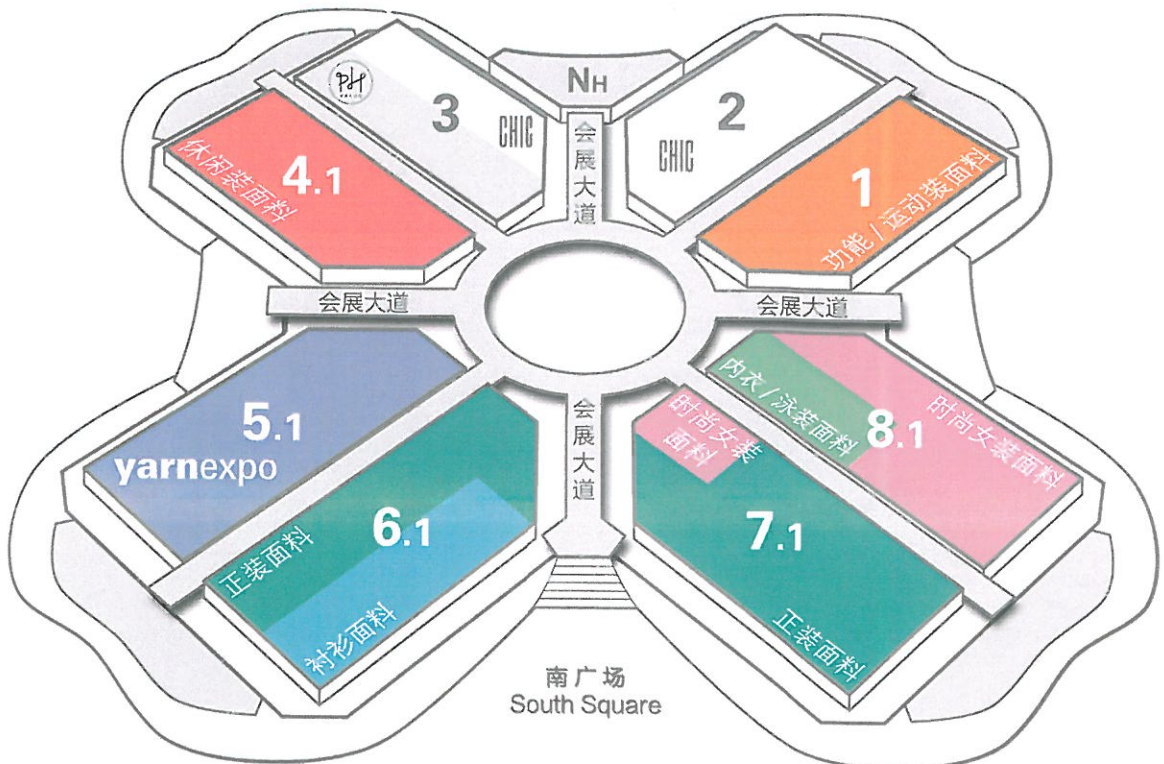 NH
PH
3
CHIC
会展大道
2
CHIC
4.1
休闲装面料
1
功能 / 运动装面料
会展大道
会展大道
5.1
yarnexpo
6.1
正装面料
衬衫面料
会展大道
时尚女装
面料
7.1
正装面料
内衣 / 泳装面料
8.1
时尚女装面料
南广场
South Square